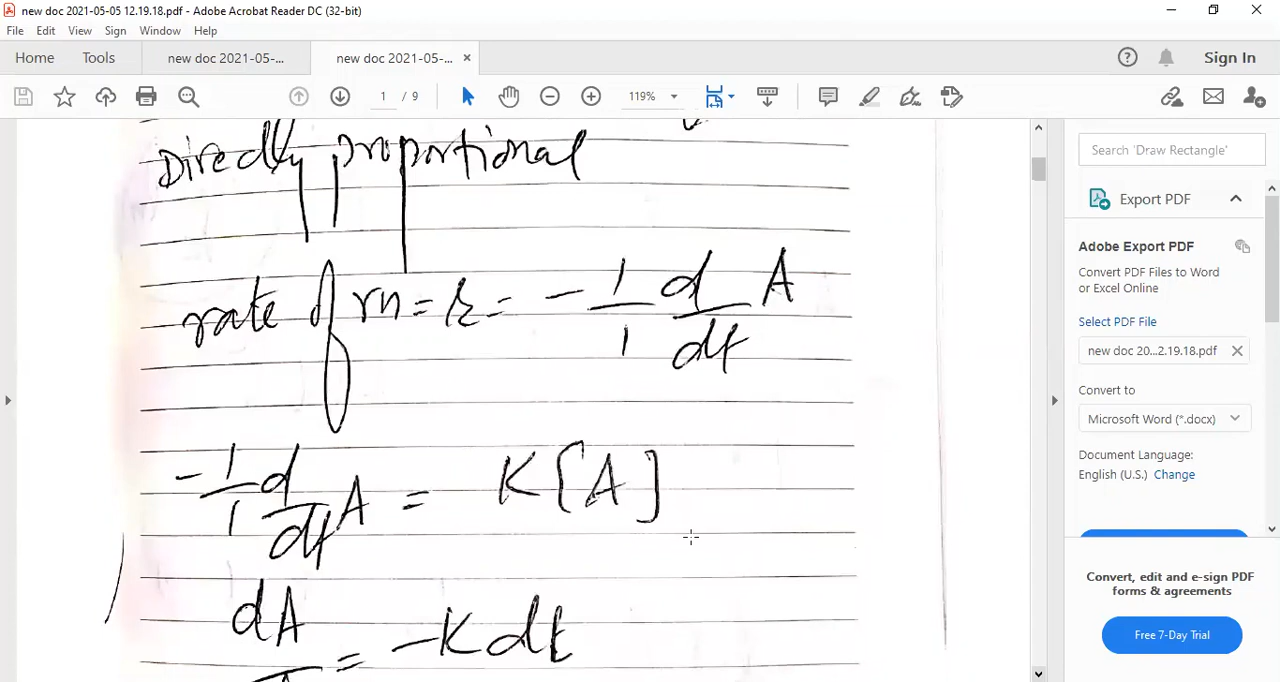 new doc 2021-05-05 12.19.18.pdf - Adobe Acrobat Reader DC (32-bit)
File Edit View Sign Window Help
Home Tools new doc 2021-05-... new doc 2021-05-... × Sign In
1 / 9 119%
Directly proportional
rate of rn = r = - 1/1 d/dt A
-1/1 d/dt A = K[A]
dA
= -K dt
Search 'Draw Rectangle'
Export PDF
Adobe Export PDF
Convert PDF Files to Word
or Excel Online
Select PDF File
new doc 20...2.19.18.pdf ×
Convert to
Microsoft Word (*.docx)
Document Language:
English (U.S.) Change
Convert, edit and e-sign PDF
forms & agreements
Free 7-Day Trial